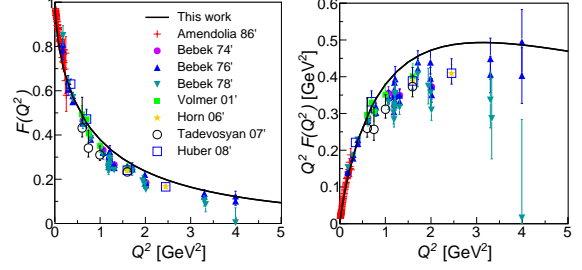 This work
Amendolia 86'
Bebek 74'
Bebek 76'
Bebek 78'
Volmer 01'
Horn 06'
Tadevosyan 07'
Huber 08'
F(Q²)
1
0.8
0.6
0.4
0.2
0 1 2 3 4 5
Q² [GeV²]
Q² F(Q²) [GeV²]
0.6
0.5
0.4
0.3
0.2
0.1
0.0
0 1 2 3 4 5
Q² [GeV²]